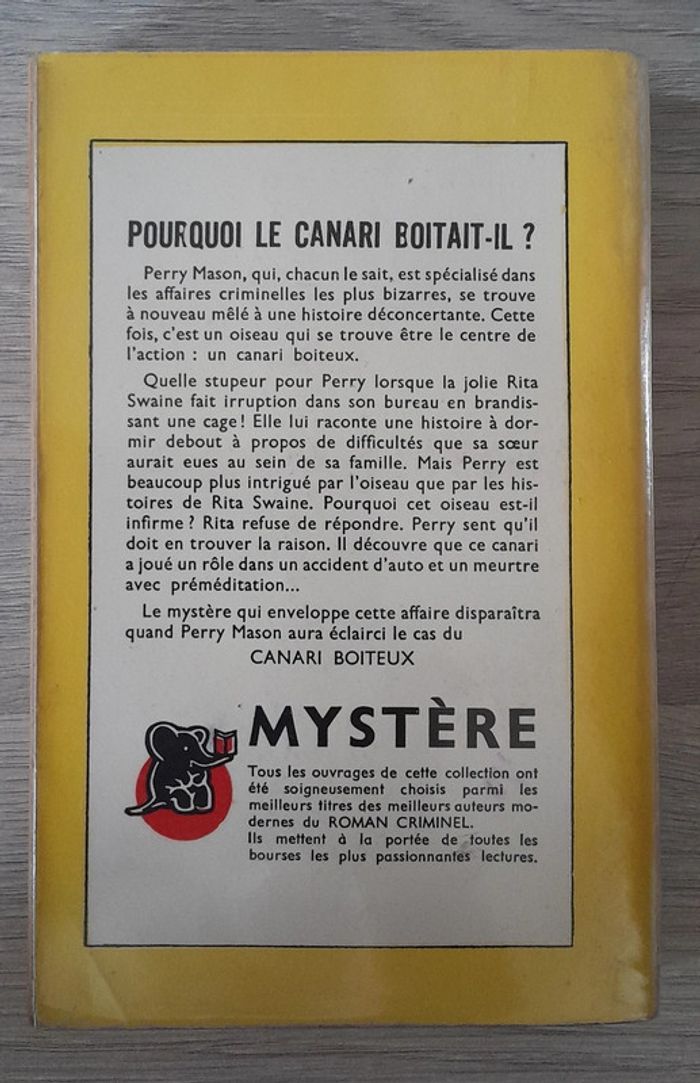 POURQUOI LE CANARI BOITAIT-IL ?
Perry Mason, qui, chacun le sait, est spécialisé dans
les affaires criminelles les plus bizarres, se trouve
à nouveau mêlé à une histoire déconcertante. Cette
fois, c'est un oiseau qui se trouve être le centre de
l'action : un canari boiteux.
Quelle stupeur pour Perry lorsque la jolie Rita
Swaine fait irruption dans son bureau en brandis-
sant une cage! Elle lui raconte une histoire à dor-
mir debout à propos de difficultés que sa sœur
aurait eues au sein de sa famille. Mais Perry est
beaucoup plus intrigué par l'oiseau que par les his-
toires de Rita Swaine. Pourquoi cet oiseau est-il
infirme ? Rita refuse de répondre. Perry sent qu'il
doit en trouver la raison. Il découvre que ce canari
a joué un rôle dans un accident d'auto et un meurtre
avec préméditation...
Le mystère qui enveloppe cette affaire disparaîtra
quand Perry Mason aura éclairci le cas du
CANARI BOITEUX
MYSTÈRE
Tous les ouvrages de cette collection ont
été soigneusement choisis parmi les
meilleurs titres des meilleurs auteurs mo-
dernes du ROMAN CRIMINEL.
Ils mettent à la portée de toutes les
bourses les plus passionnantes lectures.